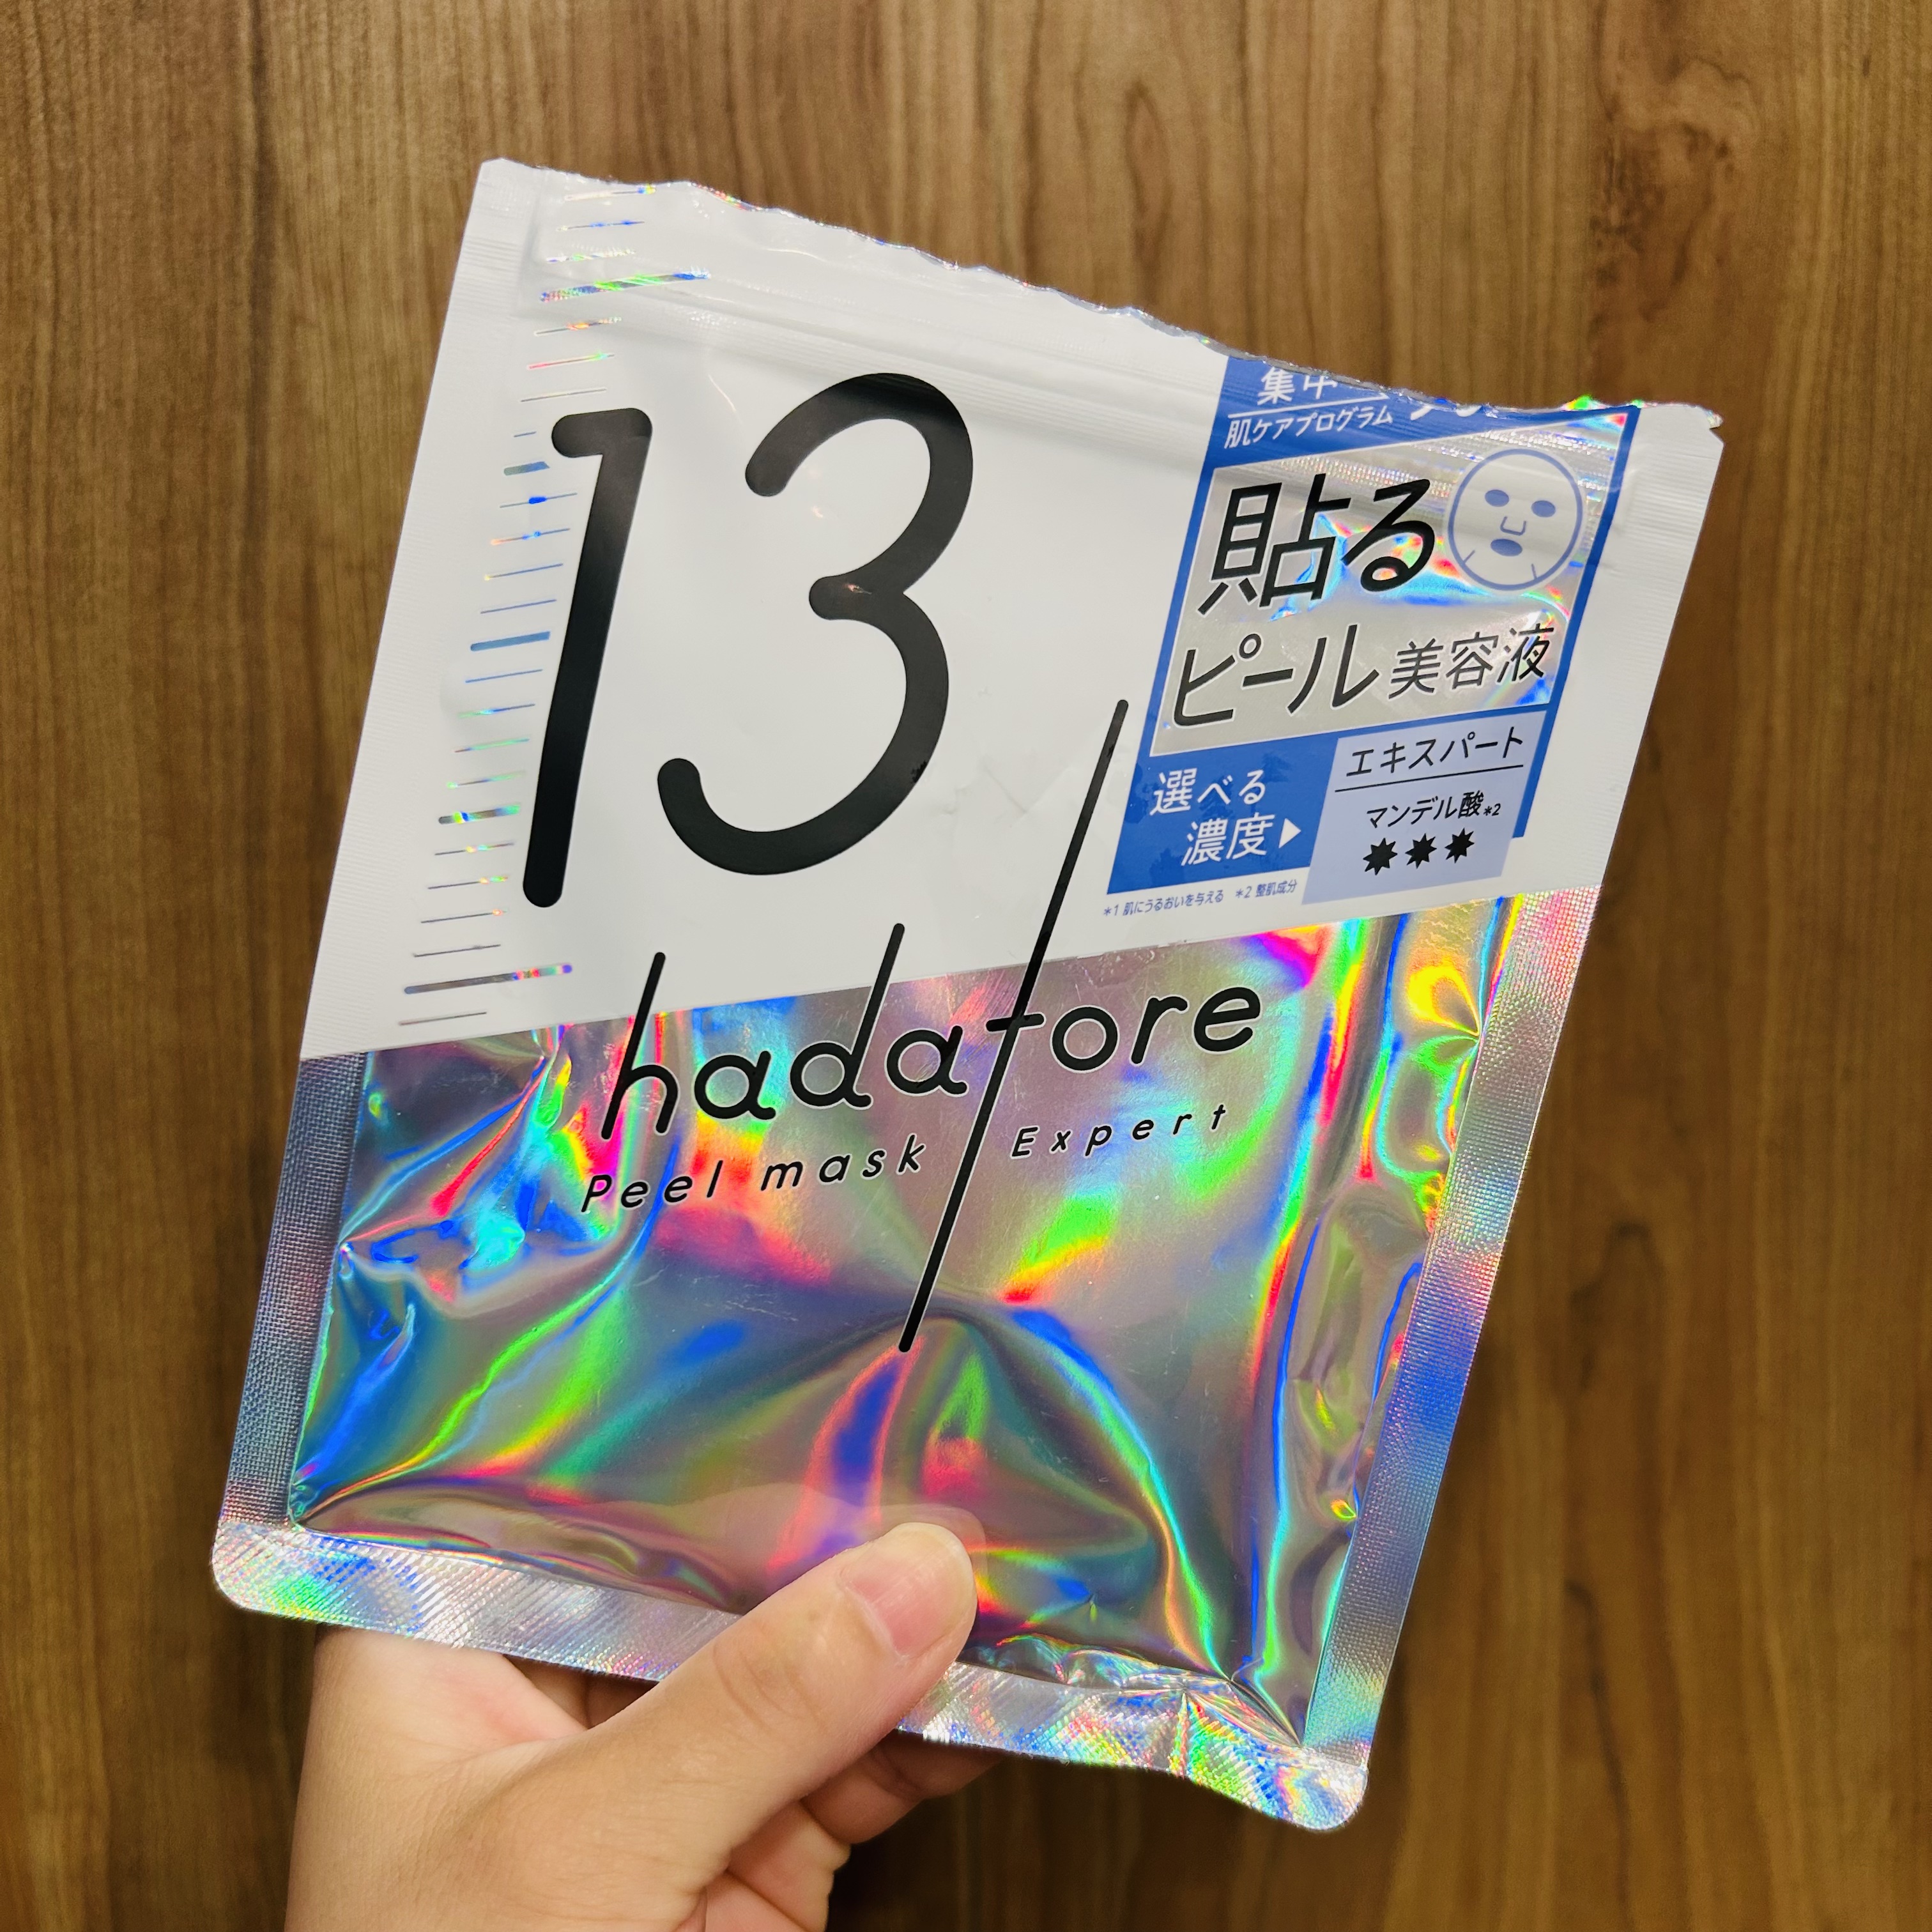 13
集中
肌ケアプログラム
貼る
ピール美容液
選べる
濃度▶
エキスパート
マンデル酸*2
*1 肌にうるおいを与える *2 整肌成分
hadatore
Peel mask Expert